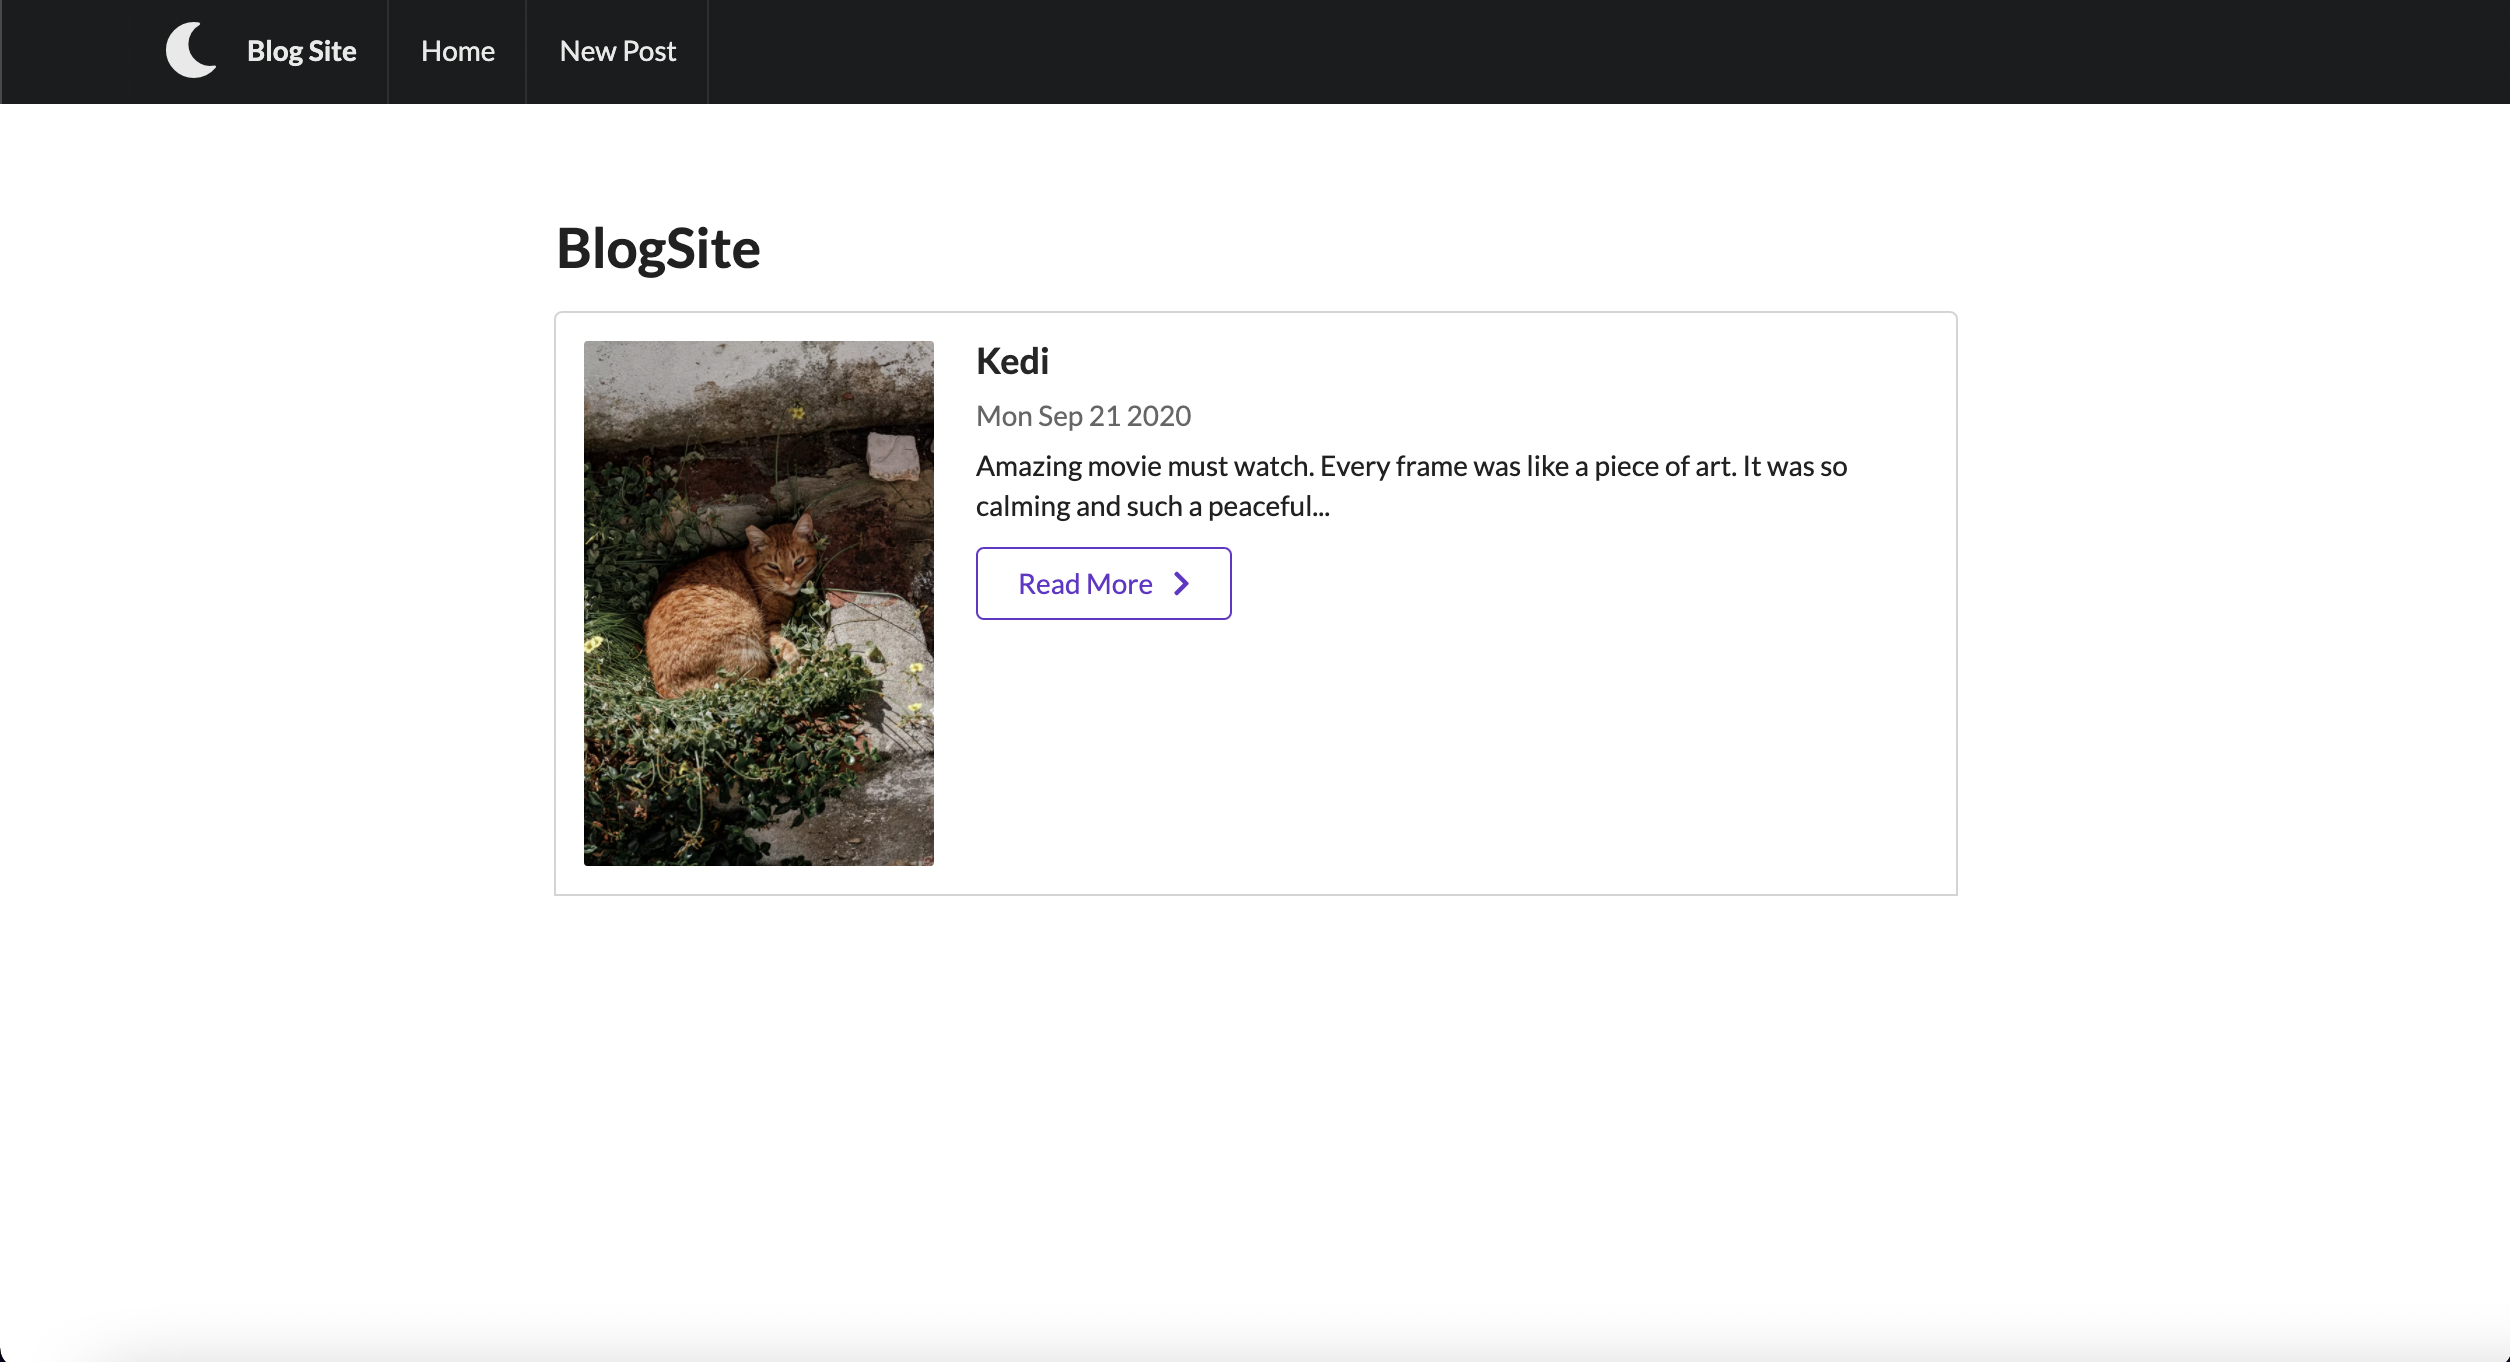 Blog Site
Home
New Post
BlogSite
Kedi
Mon Sep 21 2020
Amazing movie must watch. Every frame was like a piece of art. It was so
calming and such a peaceful...
Read More